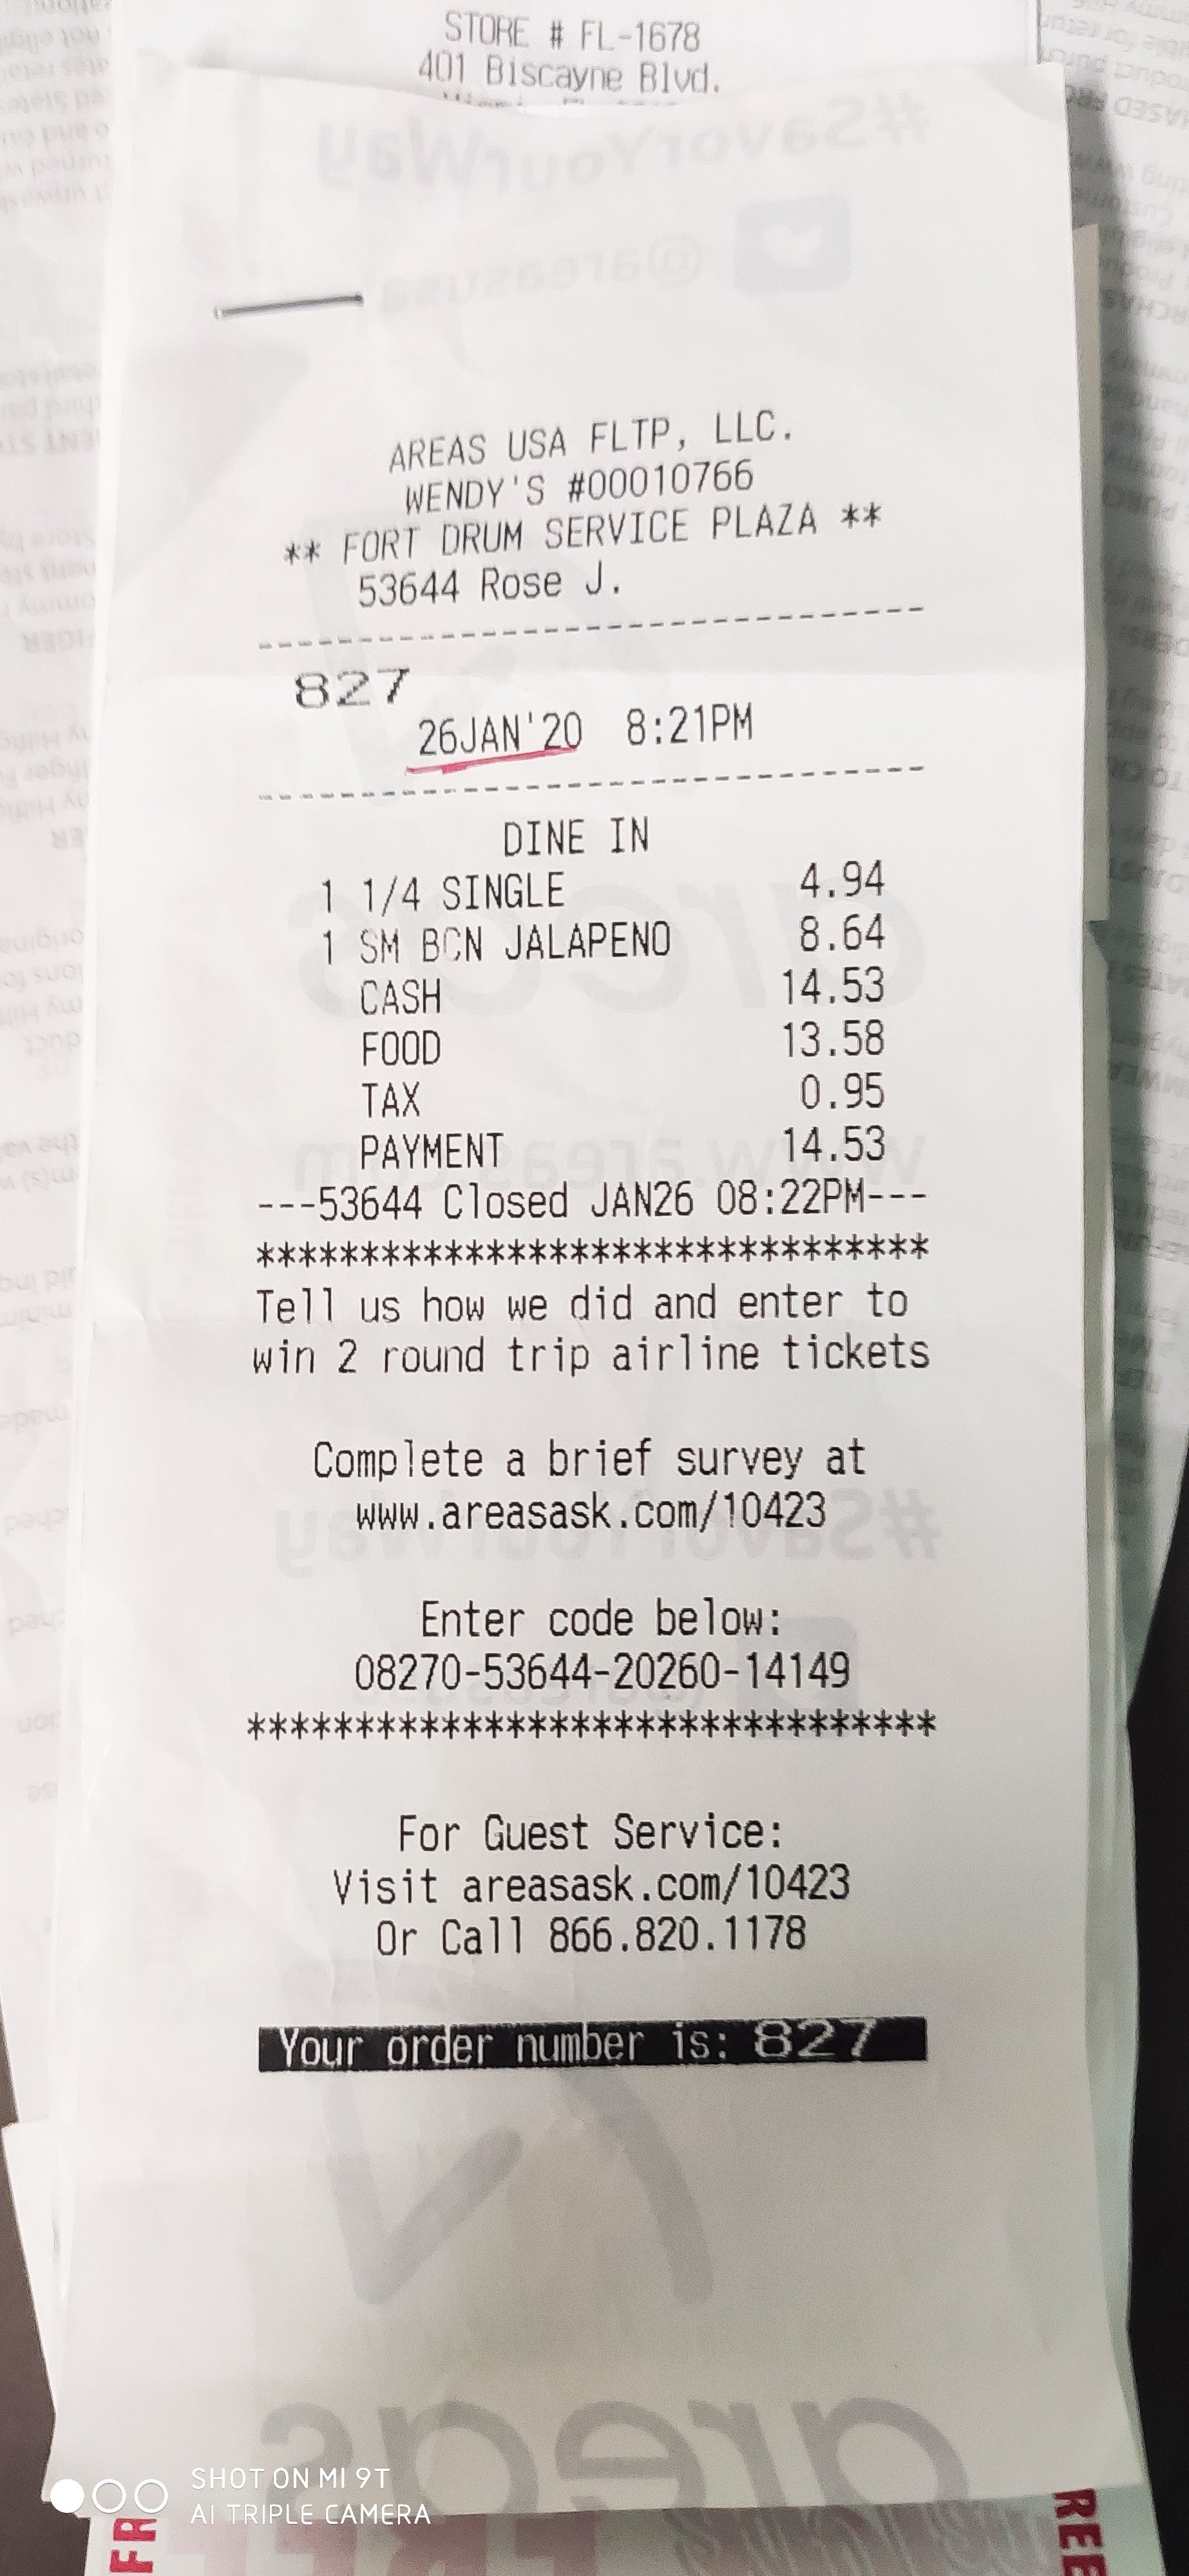 STORE # FL-1678
401 Biscayne Blvd.
#SavorYourWay
@areasusa
AREAS USA FLTP, LLC.
WENDY'S #00010766
** FORT DRUM SERVICE PLAZA **
53644 Rose J.
--------------------------------
827
26JAN'20 8:21PM
--------------------------------
DINE IN
1 1/4 SINGLE 4.94
1 SM BCN JALAPENO 8.64
CASH 14.53
FOOD 13.58
TAX 0.95
PAYMENT 14.53
---53644 Closed JAN26 08:22PM---
********************************
Tell us how we did and enter to
win 2 round trip airline tickets
Complete a brief survey at
www.areasask.com/10423
Enter code below:
08270-53644-20260-14149
********************************
For Guest Service:
Visit areasask.com/10423
Or Call 866.820.1178
Your order number is: 827
areas
SHOT ON MI 9T
AI TRIPLE CAMERA